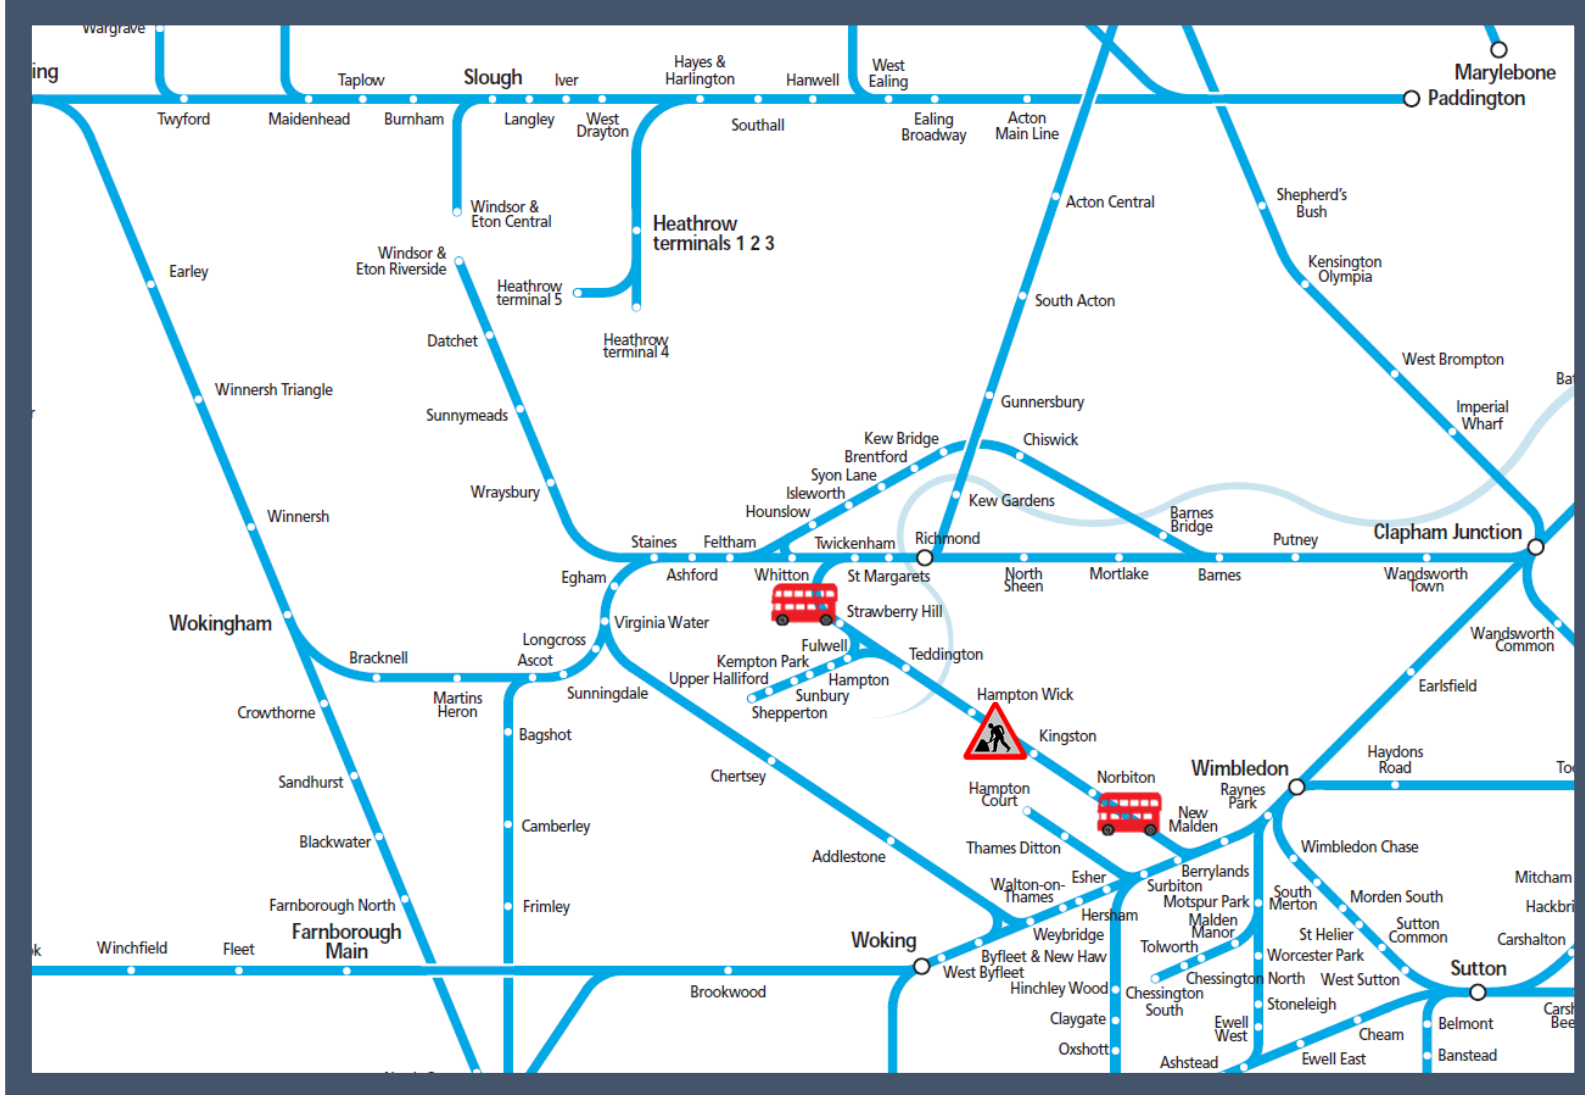 Wargrave
ing
Taplow
Slough
Iver
Hayes &
Harlington
Hanwell
West
Ealing
Marylebone
Paddington
Twyford
Maidenhead
Burnham
Langley
West
Drayton
Southall
Ealing
Broadway
Acton
Main Line
Windsor &
Eton Central
Heathrow
terminals 1 2 3
Acton Central
Shepherd's
Bush
Windsor &
Eton Riverside
Earley
Heathrow
terminal 5
Kensington
Olympia
South Acton
Datchet
Heathrow
terminal 4
West Brompton
Winnersh Triangle
Bat
Sunnymeads
Gunnersbury
Imperial
Wharf
r
Kew Bridge
Chiswick
Brentford
Syon Lane
Isleworth
Wraysbury
Kew Gardens
Hounslow
Winnersh
Barnes
Bridge
Staines
Feltham
Twickenham
Richmond
Putney
Clapham Junction
Egham
Ashford
Whitton
St Margarets
North
Sheen
Mortlake
Barnes
Wandsworth
Town
Strawberry Hill
Wokingham
Virginia Water
Longcross
Fulwell
Wandsworth
Common
Bracknell
Ascot
Kempton Park
Teddington
Upper Halliford
Hampton
Earlsfield
Martins
Heron
Sunningdale
Sunbury
Hampton Wick
Crowthorne
Shepperton
Bagshot
Kingston
Haydons
Road
Too
Sandhurst
Chertsey
Norbiton
Wimbledon
Hampton
Court
Raynes
Park
New
Malden
Camberley
Blackwater
Thames Ditton
Wimbledon Chase
Addlestone
Berrylands
Esher
Surbiton
Walton-on-
Thames
South
Merton
Morden South
Mitcham
Farnborough North
Frimley
Motspur Park
Hackbri
Hersham
Malden
Manor
Sutton
Common
Farnborough
Main
Woking
Weybridge
St Helier
Carshalton
ok
Winchfield
Fleet
Tolworth
Byfleet & New Haw
Worcester Park
West Byfleet
Sutton
Chessington North
West Sutton
Brookwood
Hinchley Wood
Chessington
South
Stoneleigh
Carsh
Bee
Claygate
Ewell
West
Belmont
Cheam
Oxshott
Ashstead
Ewell East
Banstead